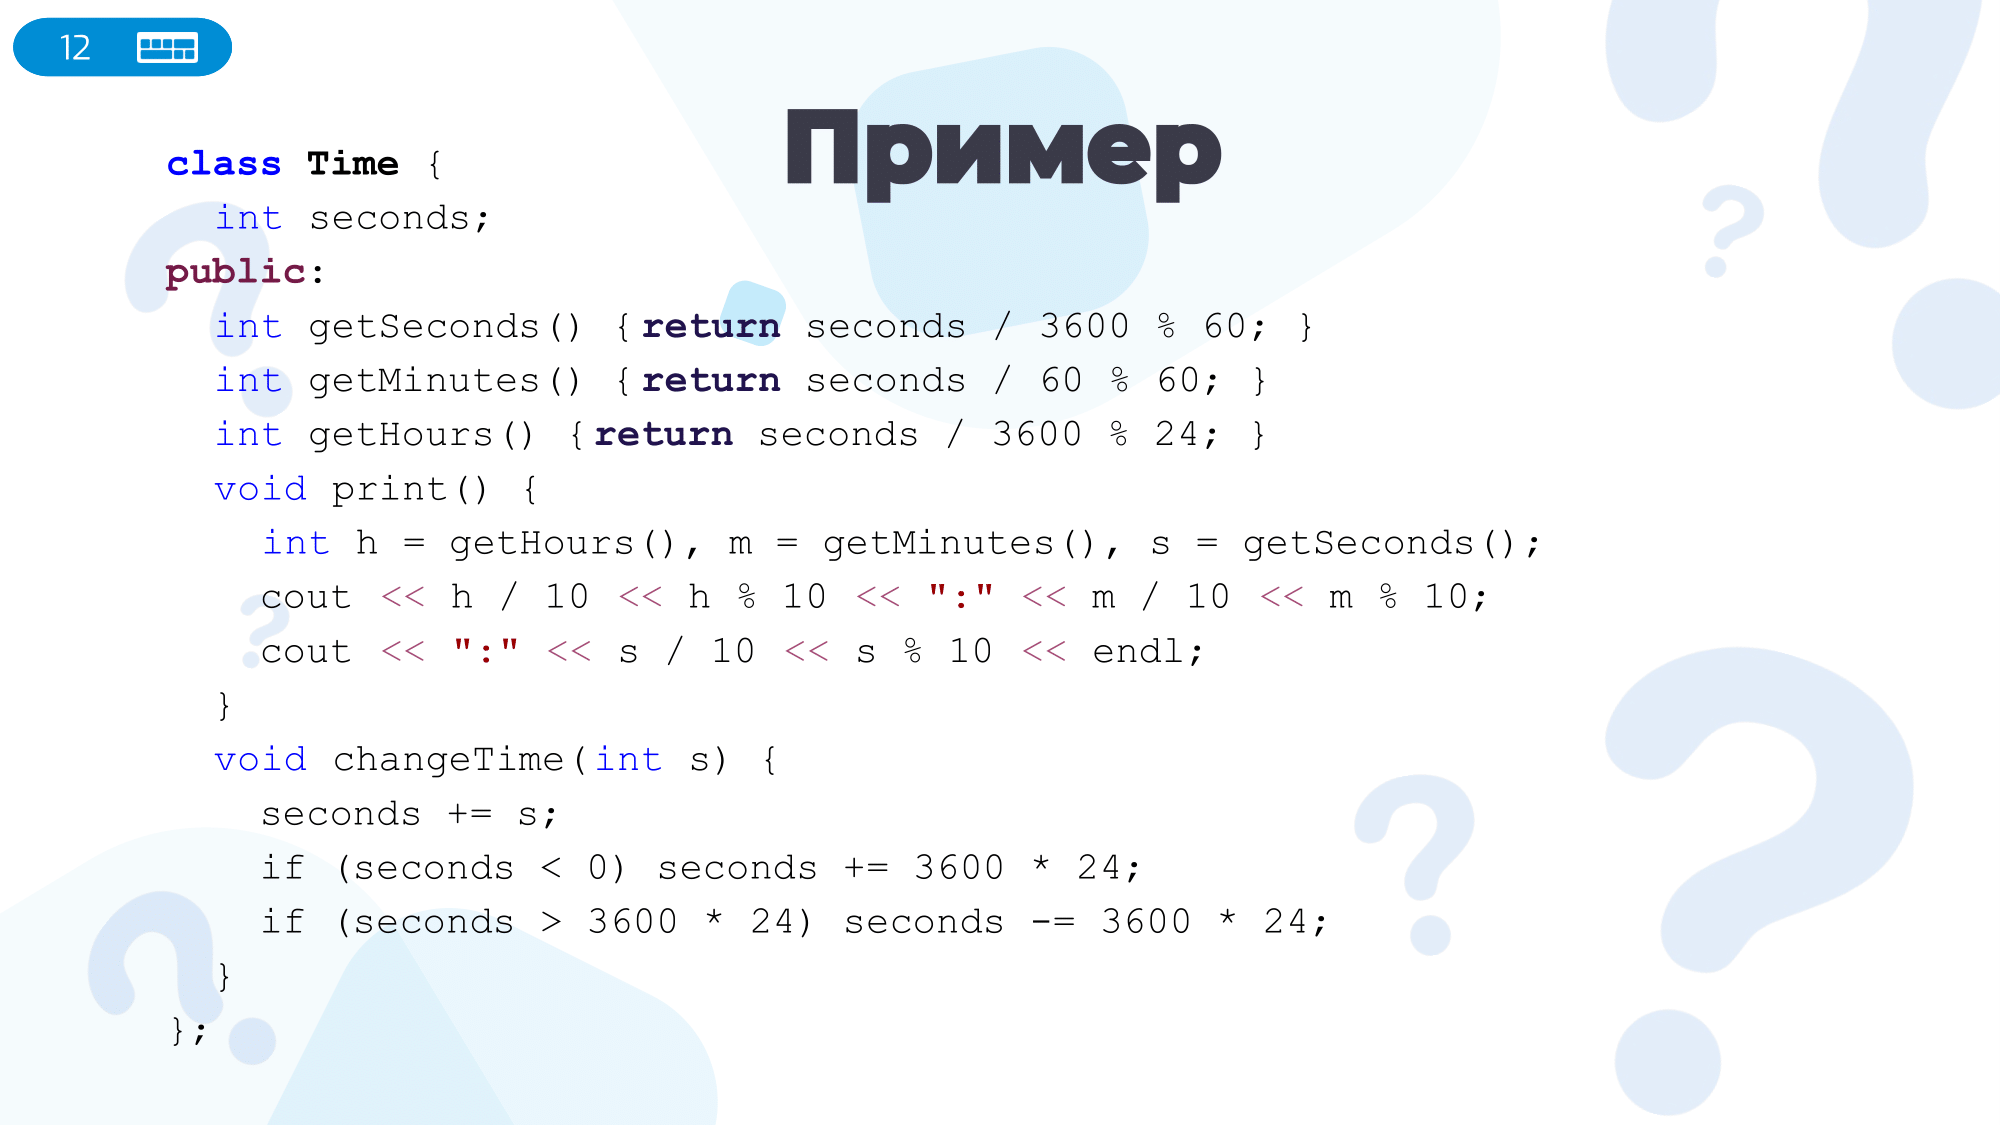 12
Пример
class Time {
int seconds;
public:
int getSeconds() { return seconds / 3600 % 60; }
int getMinutes() { return seconds / 60 % 60; }
int getHours() { return seconds / 3600 % 24; }
void print() {
int h = getHours(), m = getMinutes(), s = getSeconds();
cout << h / 10 << h % 10 << ":" << m / 10 << m % 10;
cout << ":" << s / 10 << s % 10 << endl;
}
void changeTime(int s) {
seconds += s;
if (seconds < 0) seconds += 3600 * 24;
if (seconds > 3600 * 24) seconds -= 3600 * 24;
}
};